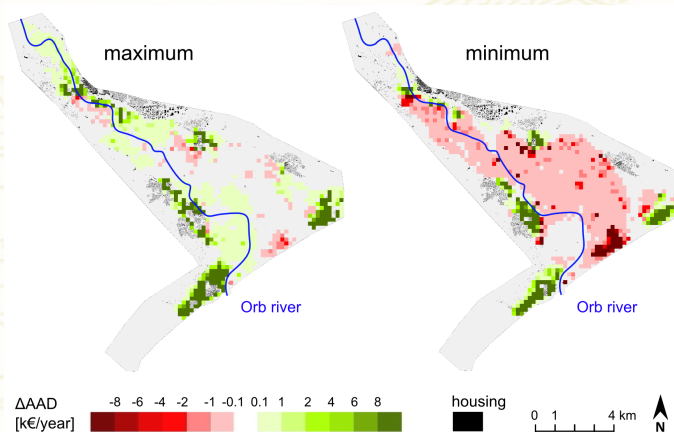 maximum
minimum
Orb river
Orb river
ΔAAD
[k€/year]
-8 -6 -4 -2 -1 -0.1 0.1 1 2 4 6 8
housing
0 1 4 km
N